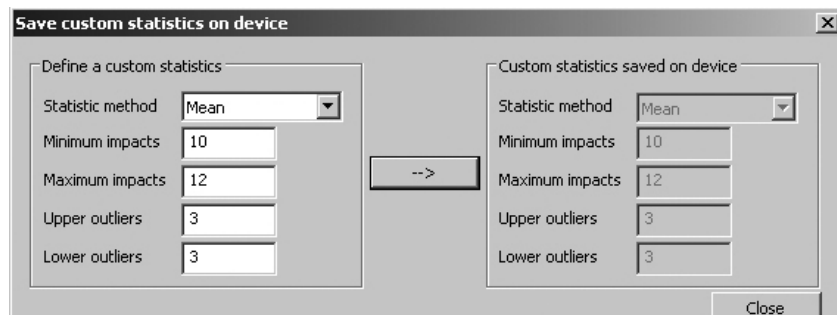 Save custom statistics on device
Define a custom statistics
Statistic method Mean
Minimum impacts 10
Maximum impacts 12
Upper outliers 3
Lower outliers 3
-->
Custom statistics saved on device
Statistic method Mean
Minimum impacts 10
Maximum impacts 12
Upper outliers 3
Lower outliers 3
Close